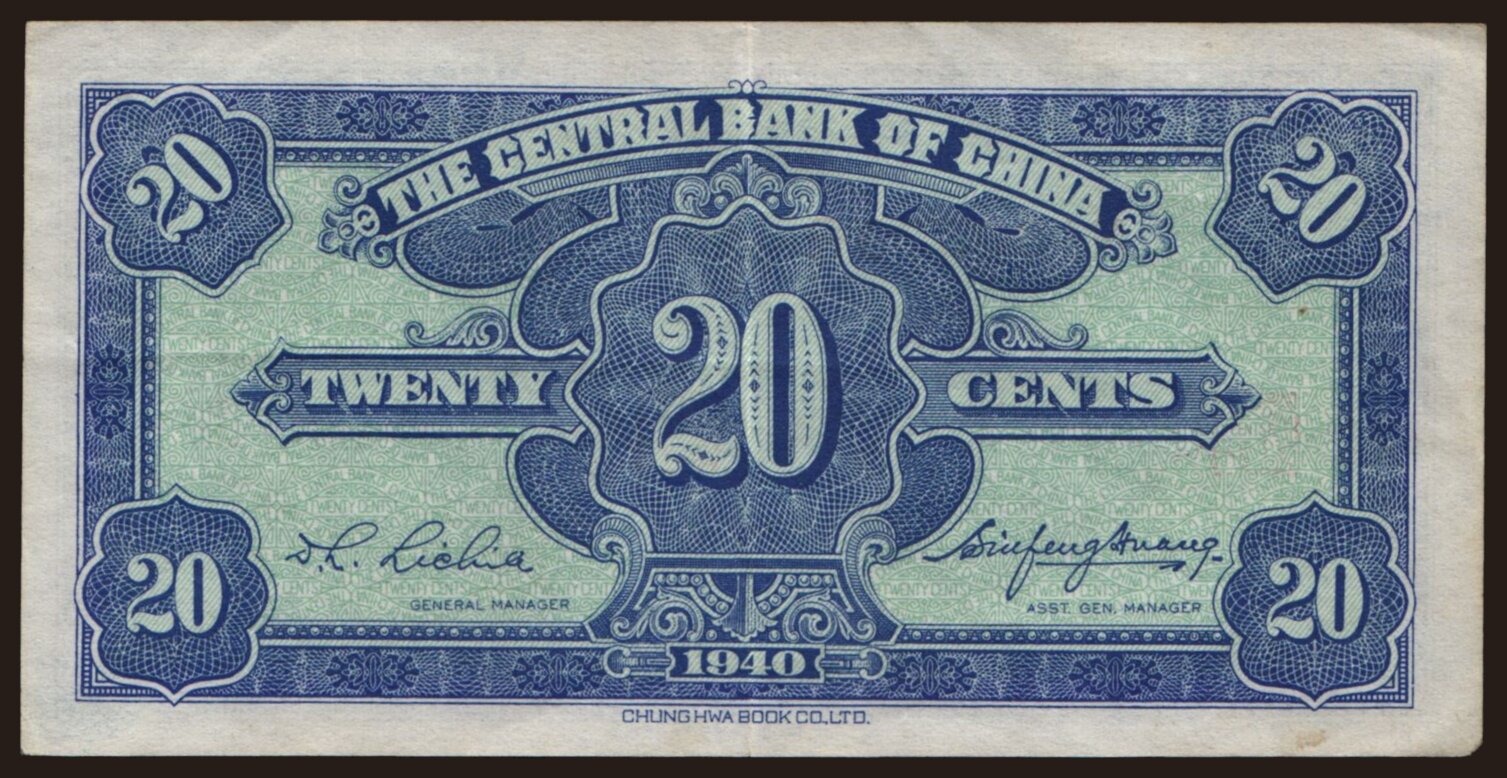 THE CENTRAL BANK OF CHINA
20
20
20
TWENTY
CENTS
D. K. Lichia
GENERAL MANAGER
ASST. GEN. MANAGER
20
20
1940
CHUNG HWA BOOK CO., LTD.